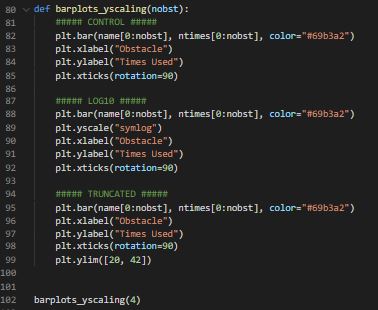 80 def barplots_yscaling(nobst):
81     ##### CONTROL #####
82     plt.bar(name[0:nobst], ntimes[0:nobst], color="#69b3a2")
83     plt.xlabel("Obstacle")
84     plt.ylabel("Times Used")
85     plt.xticks(rotation=90)
86
87     ##### LOG10 #####
88     plt.bar(name[0:nobst], ntimes[0:nobst], color="#69b3a2")
89     plt.yscale("symlog")
90     plt.xlabel("Obstacle")
91     plt.ylabel("Times Used")
92     plt.xticks(rotation=90)
93
94     ##### TRUNCATED #####
95     plt.bar(name[0:nobst], ntimes[0:nobst], color="#69b3a2")
96     plt.xlabel("Obstacle")
97     plt.ylabel("Times Used")
98     plt.xticks(rotation=90)
99     plt.ylim([20, 42])
100
101
102 barplots_yscaling(4)